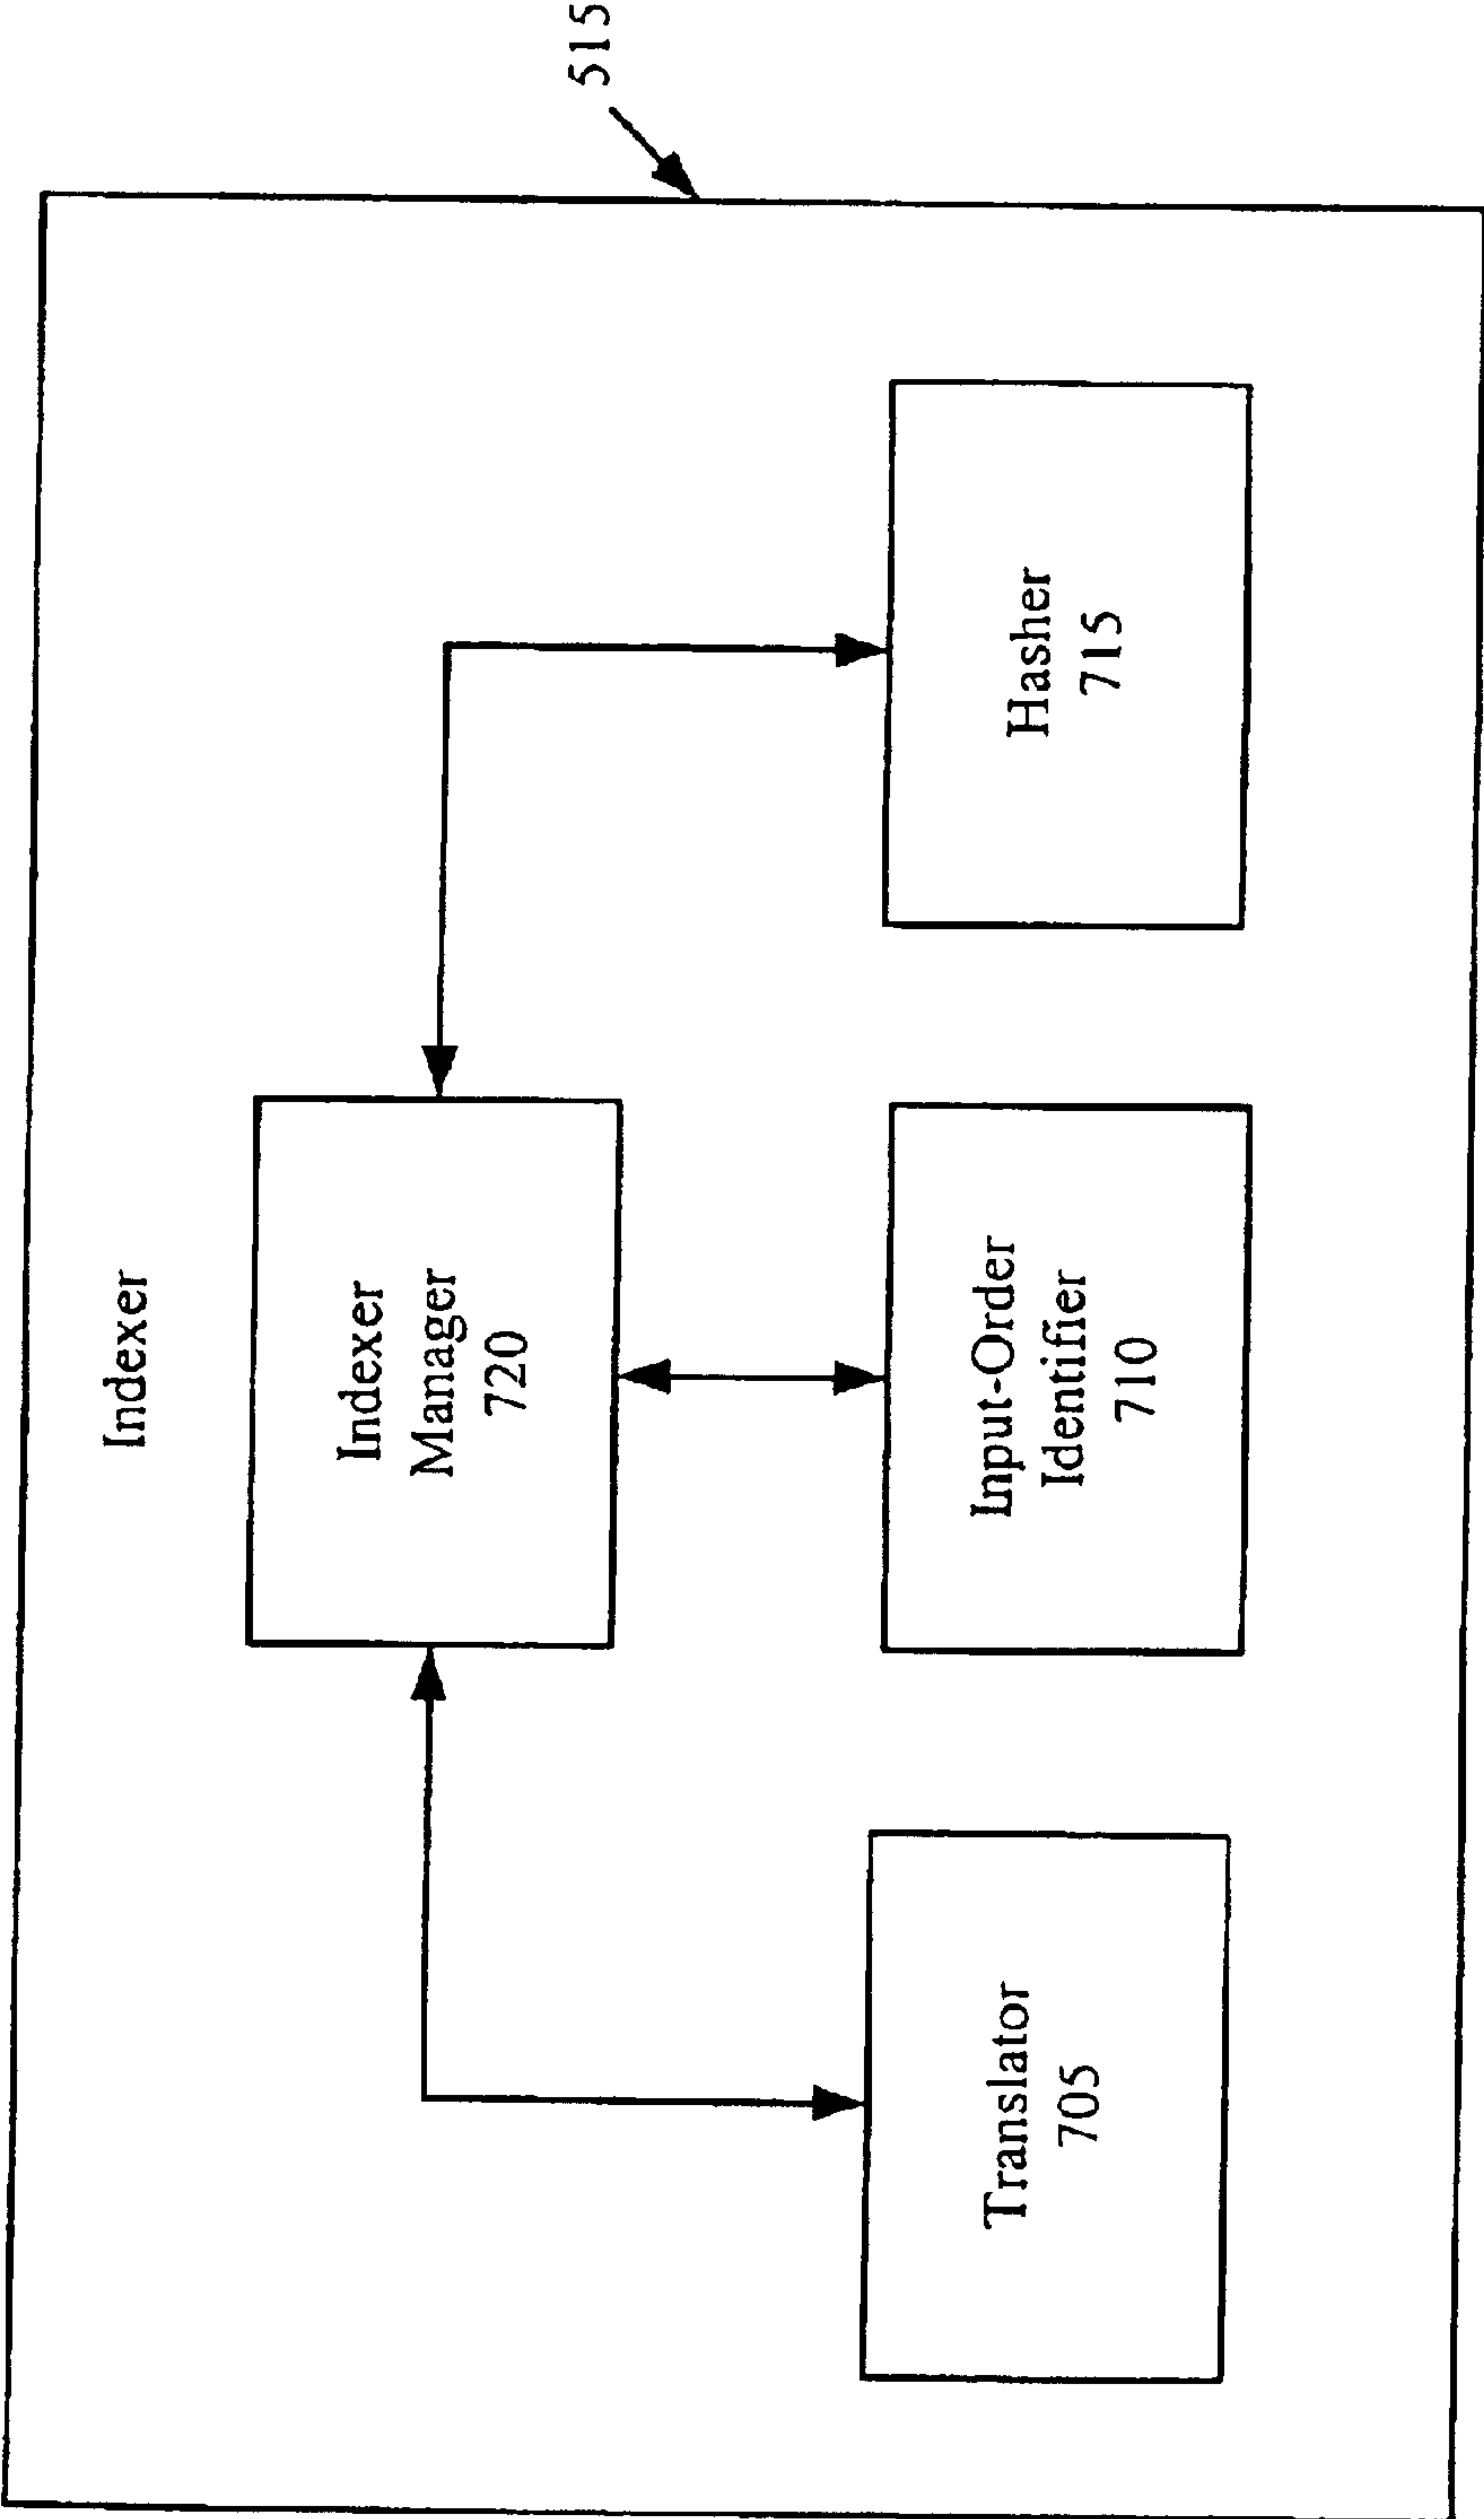 Indexer
515
Indexer
Manager
720
Translator
705
Input-Order
Identifier
710
Hasher
715